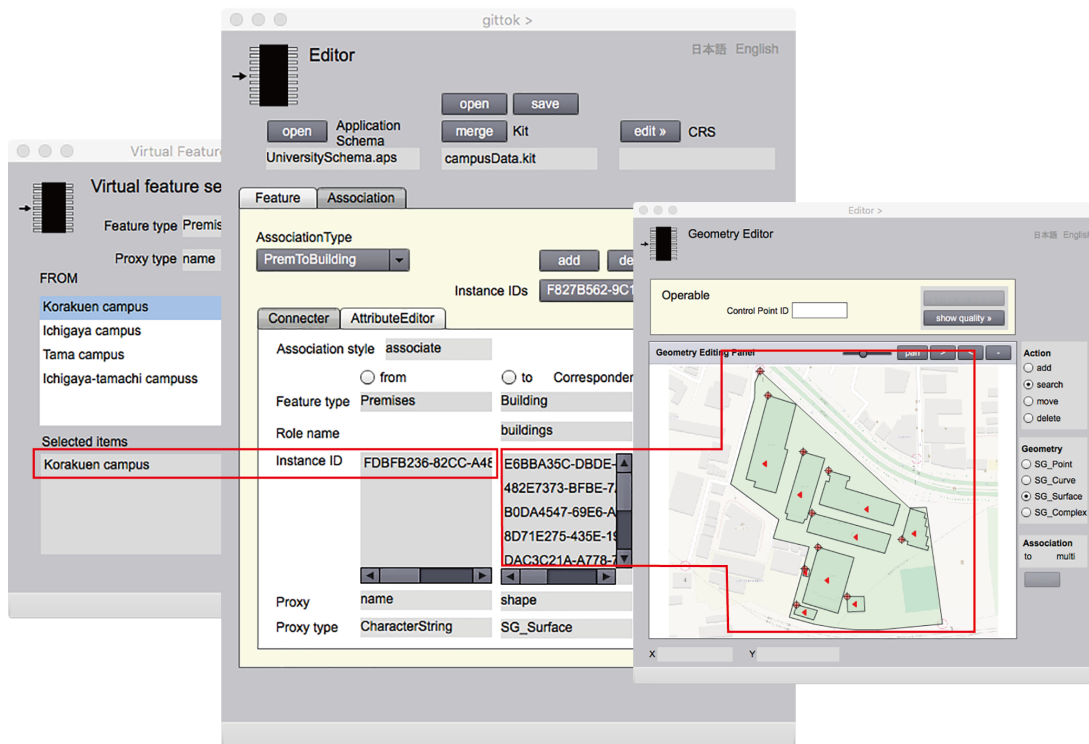 gittok >
Editor
日本語 English
open save
open Application
Schema
merge Kit
edit » CRS
UniversitySchema.aps
campusData.kit
Feature Association
AssociationType
PremToBuilding
add
Instance IDs F827B562-9C1
Connecter AttributeEditor
Association style associate
from to
Feature type Premises Building
Role name buildings
Instance ID FDBFB236-82CC-A48
E6BBA35C-DBDE-
482E7373-BFBE-7
B0DA4547-69E6-A
8D71E275-435E-19
DAC3C21A-A778-7
Proxy name shape
Proxy type CharacterString SG_Surface
Virtual Featur
Virtual feature se
Feature type Premis
Proxy type name
FROM
Korakuen campus
Ichigaya campus
Tama campus
Ichigaya-tamachi campuss
Selected items
Korakuen campus
Editor >
Geometry Editor
日本語 English
Operable
Control Point ID
show quality »
Geometry Editing Panel
pan > < -
Action
add
search
move
delete
Geometry
SG_Point
SG_Curve
SG_Surface
SG_Complex
Association
to multi
X Y